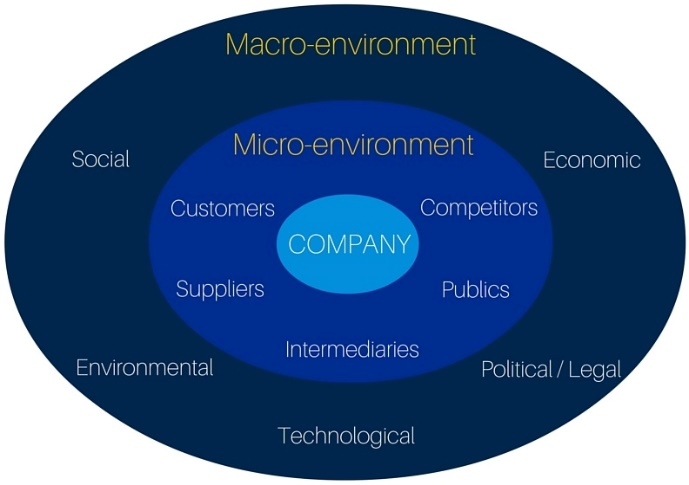 Macro-environment
Micro-environment
Social
Economic
Customers
Competitors
COMPANY
Suppliers
Publics
Intermediaries
Environmental
Political / Legal
Technological